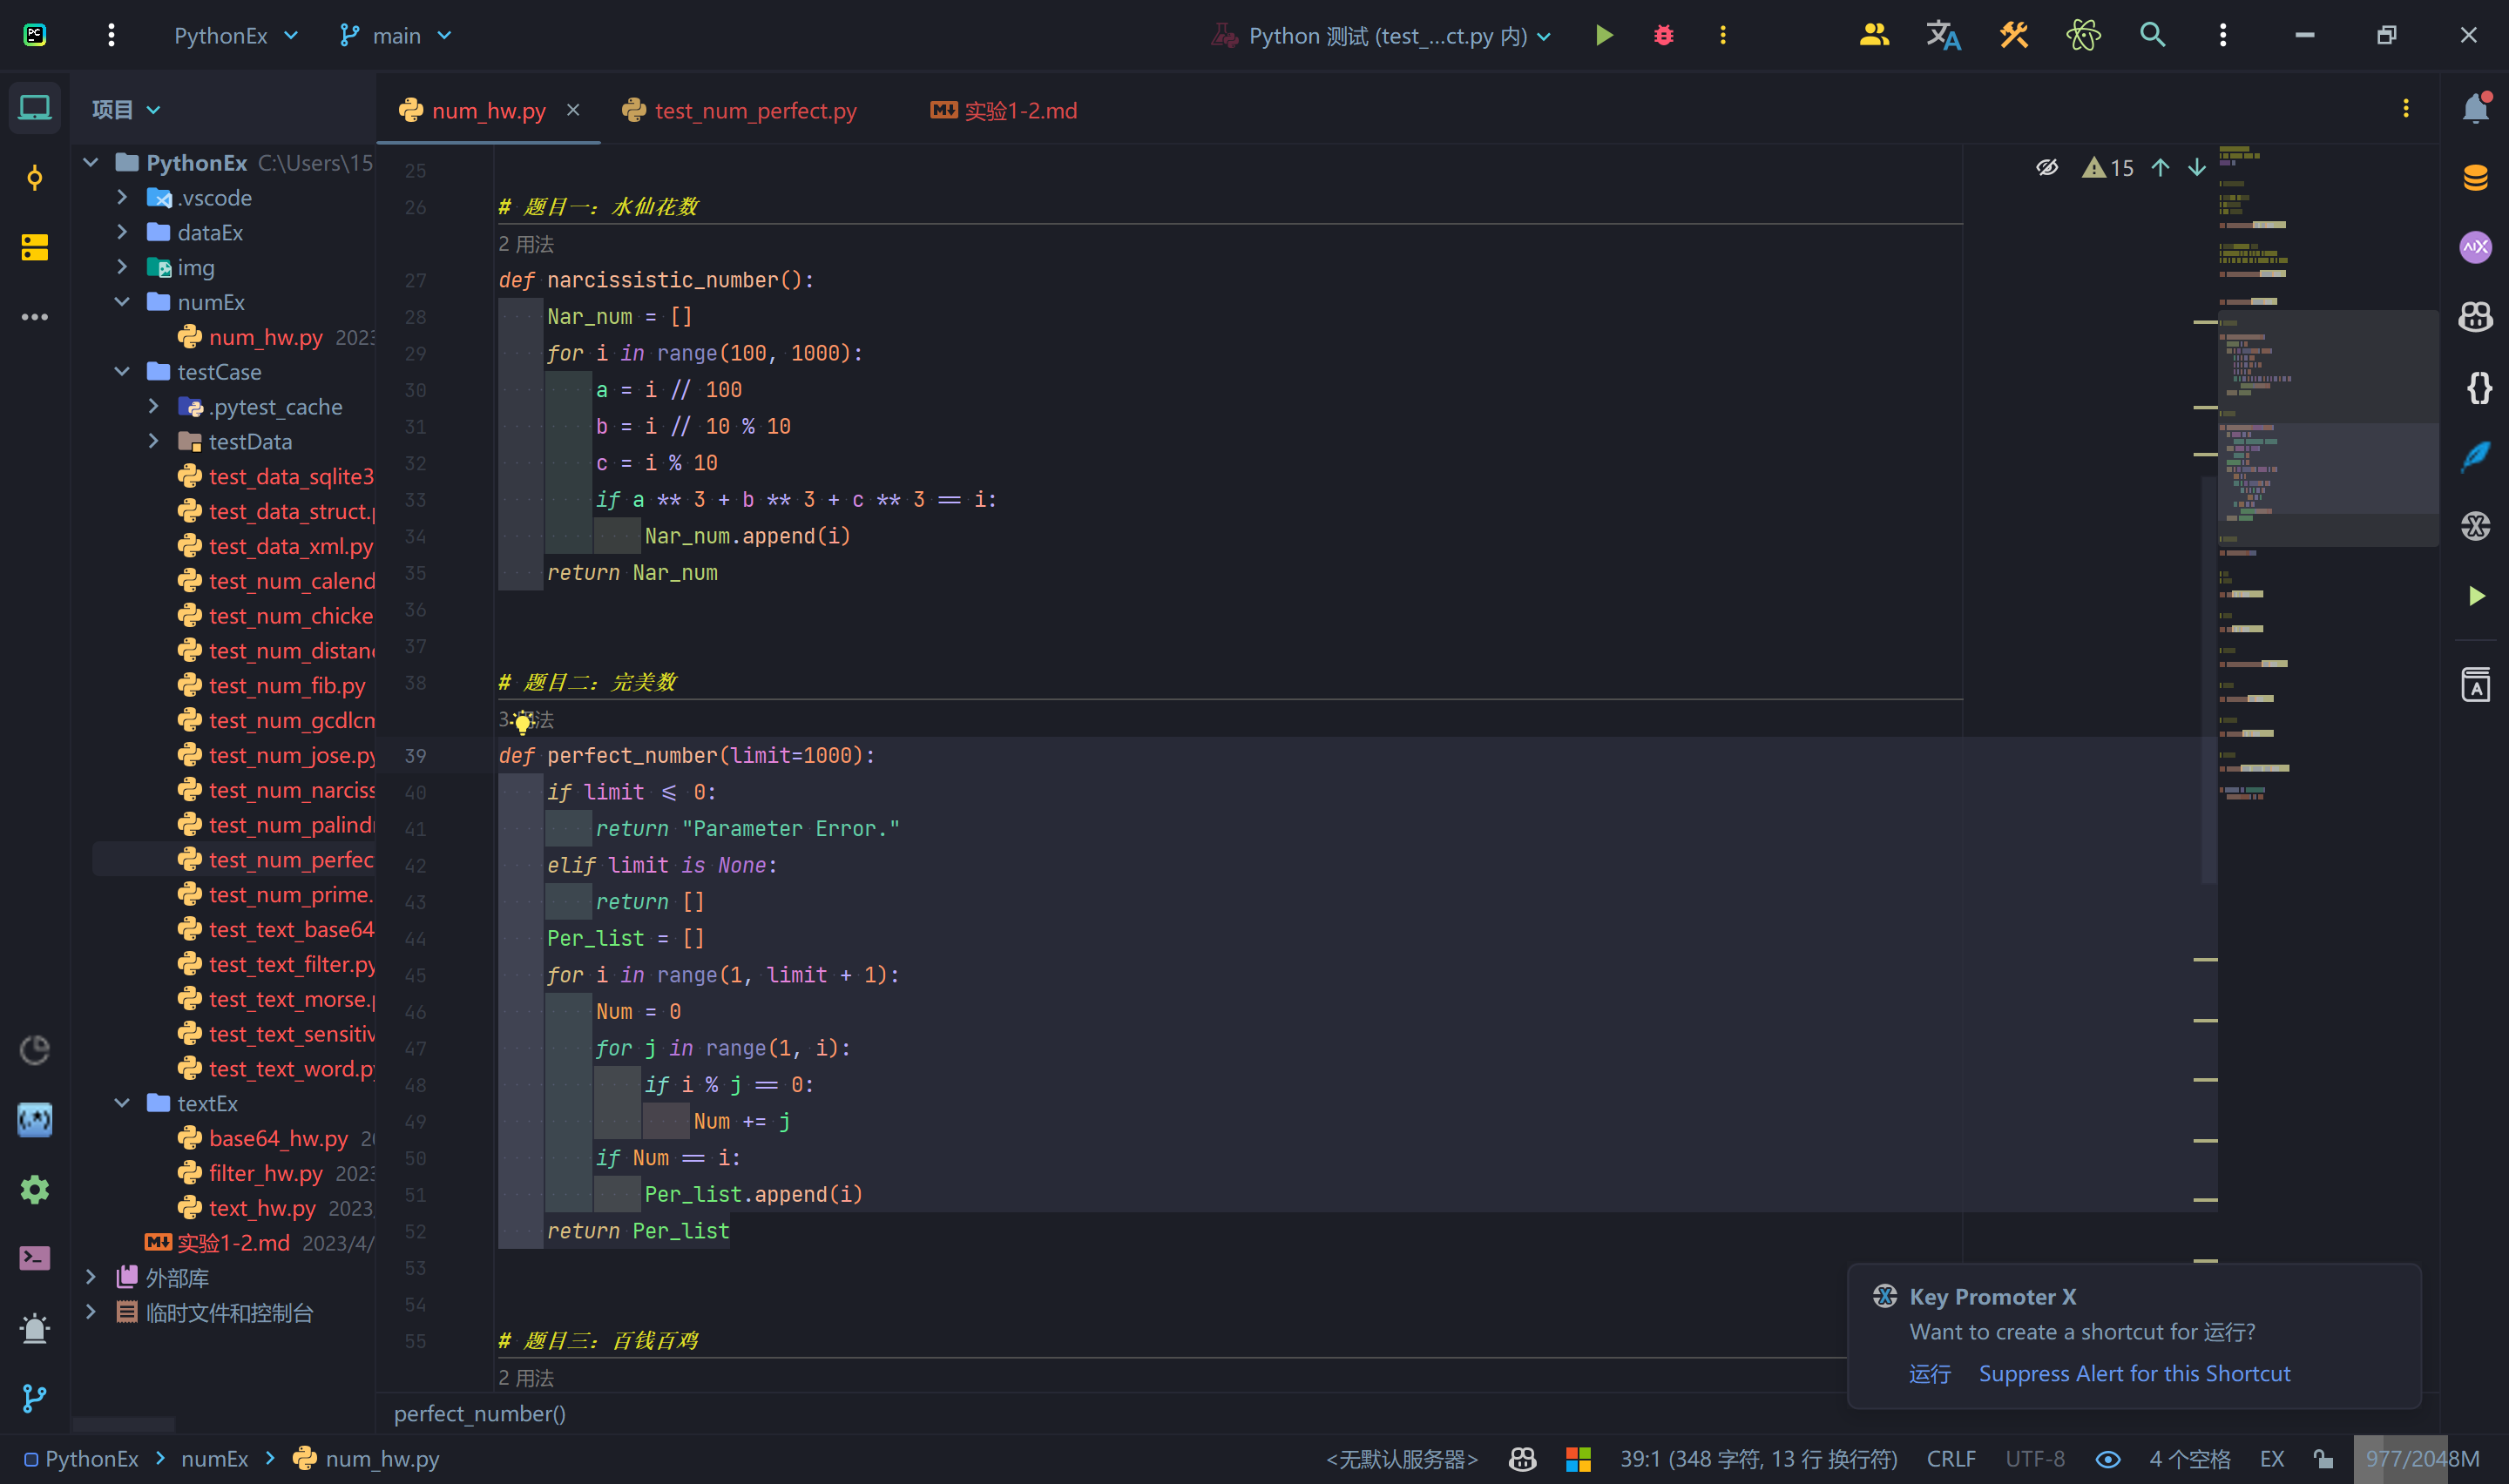 PC
PythonEx
main
Python 测试 (test_...ct.py 内)
项目
num_hw.py
test_num_perfect.py
实验1-2.md
PythonEx C:\Users\15
.vscode
dataEx
img
numEx
num_hw.py 2023
testCase
.pytest_cache
testData
test_data_sqlite3
test_data_struct.p
test_data_xml.py
test_num_calend
test_num_chicke
test_num_distanc
test_num_fib.py
test_num_gcdlcm
test_num_jose.py
test_num_narciss
test_num_palindr
test_num_perfec
test_num_prime.
test_text_base64
test_text_filter.py
test_text_morse.p
test_text_sensitiv
test_text_word.py
textEx
base64_hw.py 20
filter_hw.py 2023
text_hw.py 2023/
实验1-2.md 2023/4/
外部库
临时文件和控制台
15
25
26 # 题目一：水仙花数
2 用法
27 def narcissistic_number():
28 Nar_num = []
29 for i in range(100, 1000):
30 a = i // 100
31 b = i // 10 % 10
32 c = i % 10
33 if a ** 3 + b ** 3 + c ** 3 == i:
34 Nar_num.append(i)
35 return Nar_num
36
37
38 # 题目二：完美数
3 用法
39 def perfect_number(limit=1000):
40 if limit <= 0:
41 return "Parameter Error."
42 elif limit is None:
43 return []
44 Per_list = []
45 for i in range(1, limit + 1):
46 Num = 0
47 for j in range(1, i):
48 if i % j == 0:
49 Num += j
50 if Num == i:
51 Per_list.append(i)
52 return Per_list
53
54
55 # 题目三：百钱百鸡
2 用法
perfect_number()
Key Promoter X
Want to create a shortcut for 运行?
运行 Suppress Alert for this Shortcut
PythonEx numEx num_hw.py
<无默认服务器>
39:1 (348 字符, 13 行 换行符)
CRLF
UTF-8
4 个空格
EX
977/2048M